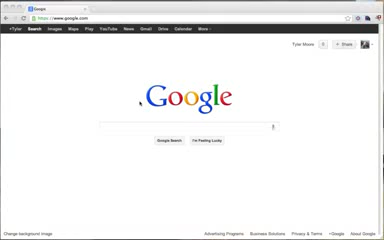 Google
https://www.google.com
+Tyler Search Images Maps Play YouTube News Gmail Drive Calendar More
Tyler Moore 0 + Share
Google
Google Search I'm Feeling Lucky
Change background image Advertising Programs Business Solutions Privacy & Terms +Google About Google